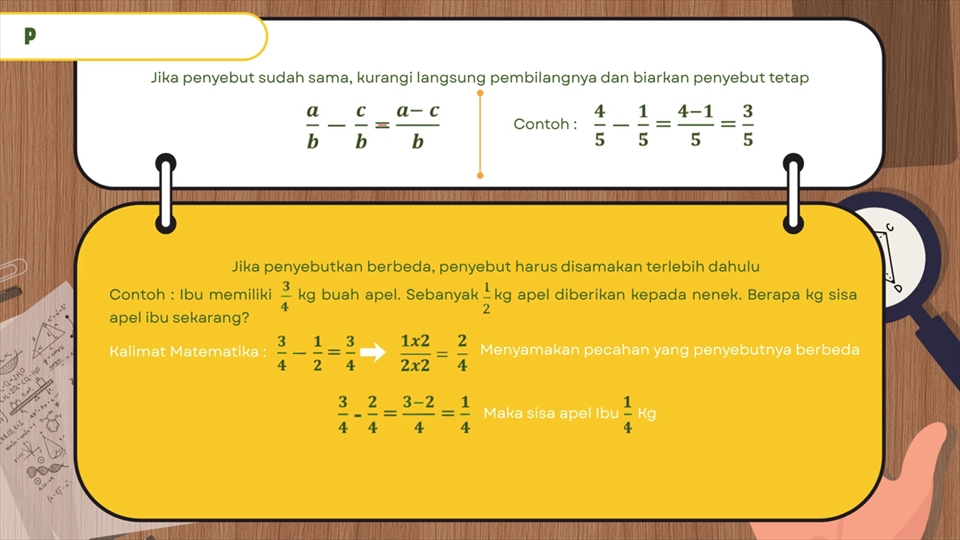 P
Jika penyebut sudah sama, kurangi langsung pembilangnya dan biarkan penyebut tetap
a/b − c/b = a− c/b
Contoh : 4/5 − 1/5 = 4−1/5 = 3/5
Jika penyebutkan berbeda, penyebut harus disamakan terlebih dahulu
Contoh : Ibu memiliki 3/4 kg buah apel. Sebanyak 1/2 kg apel diberikan kepada nenek. Berapa kg sisa
apel ibu sekarang?
Kalimat Matematika : 3/4 − 1/2 = 3/4 ➡ 1x2/2x2 = 2/4 Menyamakan pecahan yang penyebutnya berbeda
3/4 - 2/4 = 3−2/4 = 1/4 Maka sisa apel Ibu 1/4 Kg
C
D